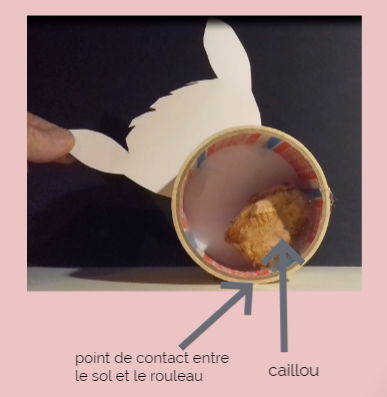 point de contact entre
le sol et le rouleau
caillou